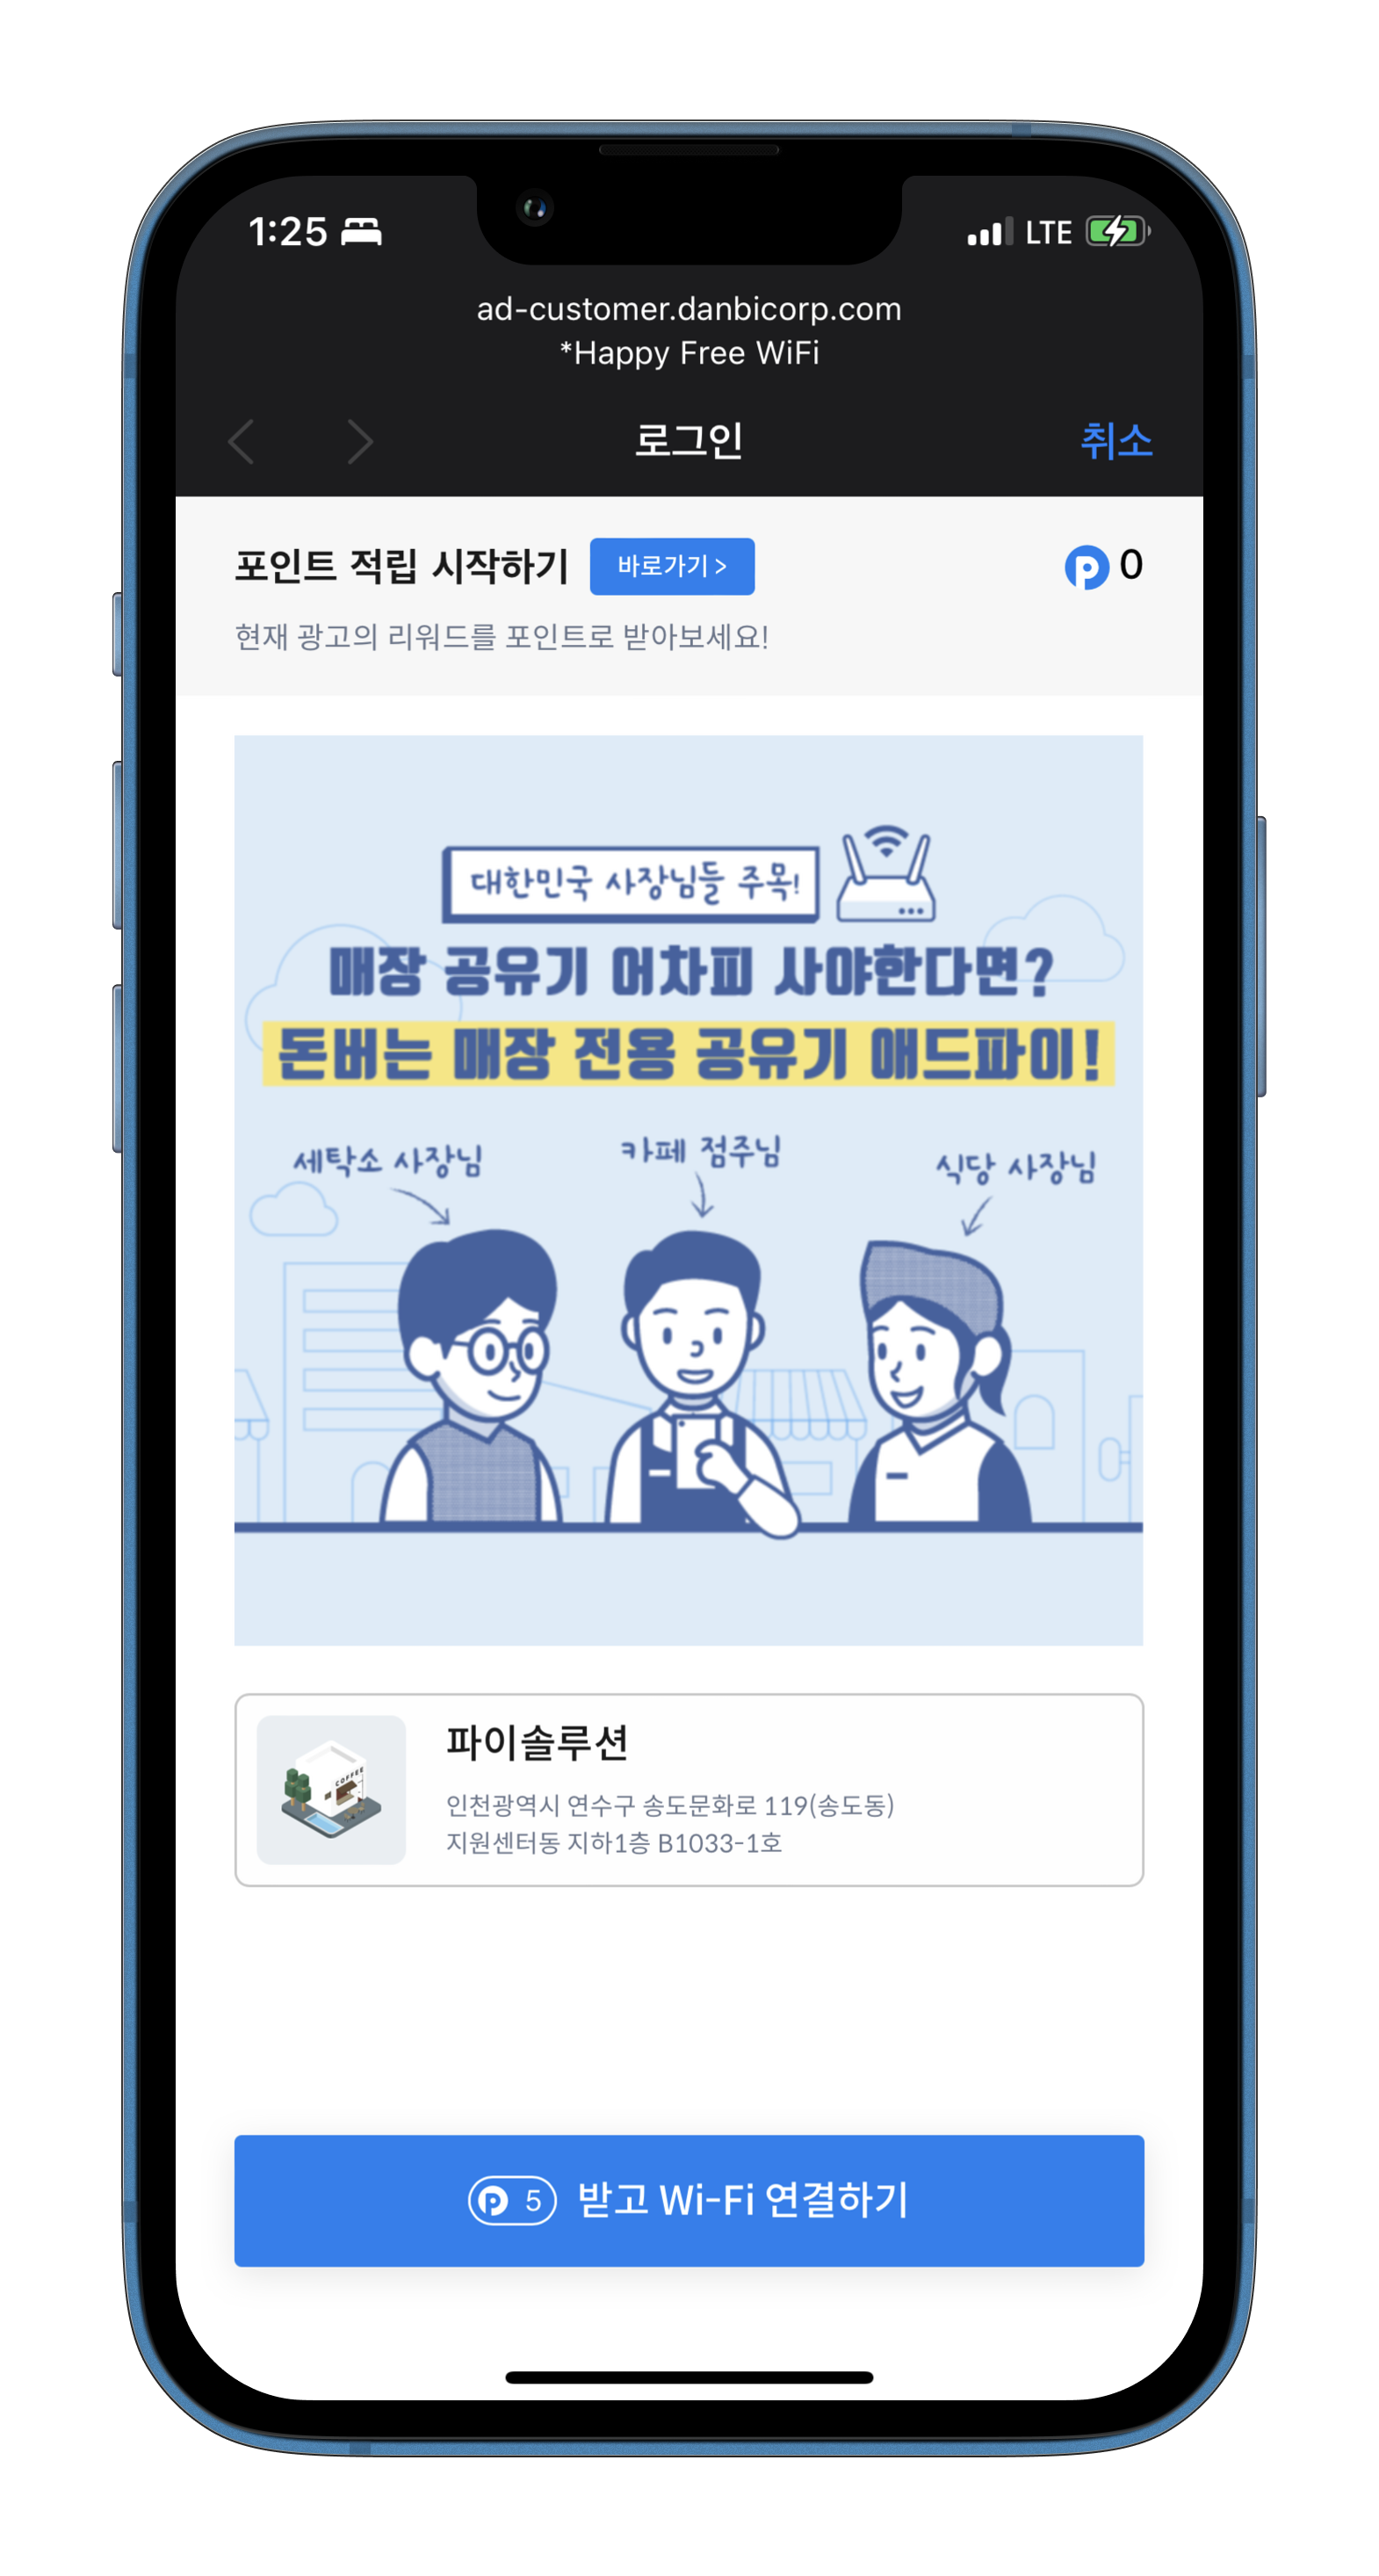 1:25
LTE
ad-customer.danbicorp.com
*Happy Free WiFi
로그인
취소
포인트 적립 시작하기 바로가기 >
P 0
현재 광고의 리워드를 포인트로 받아보세요!
대한민국 사장님들 주목!
매장 공유기 어차피 사야한다면?
돈버는 매장 전용 공유기 애드파이!
세탁소 사장님
카페 점주님
식당 사장님
COFFEE
파이솔루션
인천광역시 연수구 송도문화로 119(송도동)
지원센터동 지하1층 B1033-1호
P 5 받고 Wi-Fi 연결하기